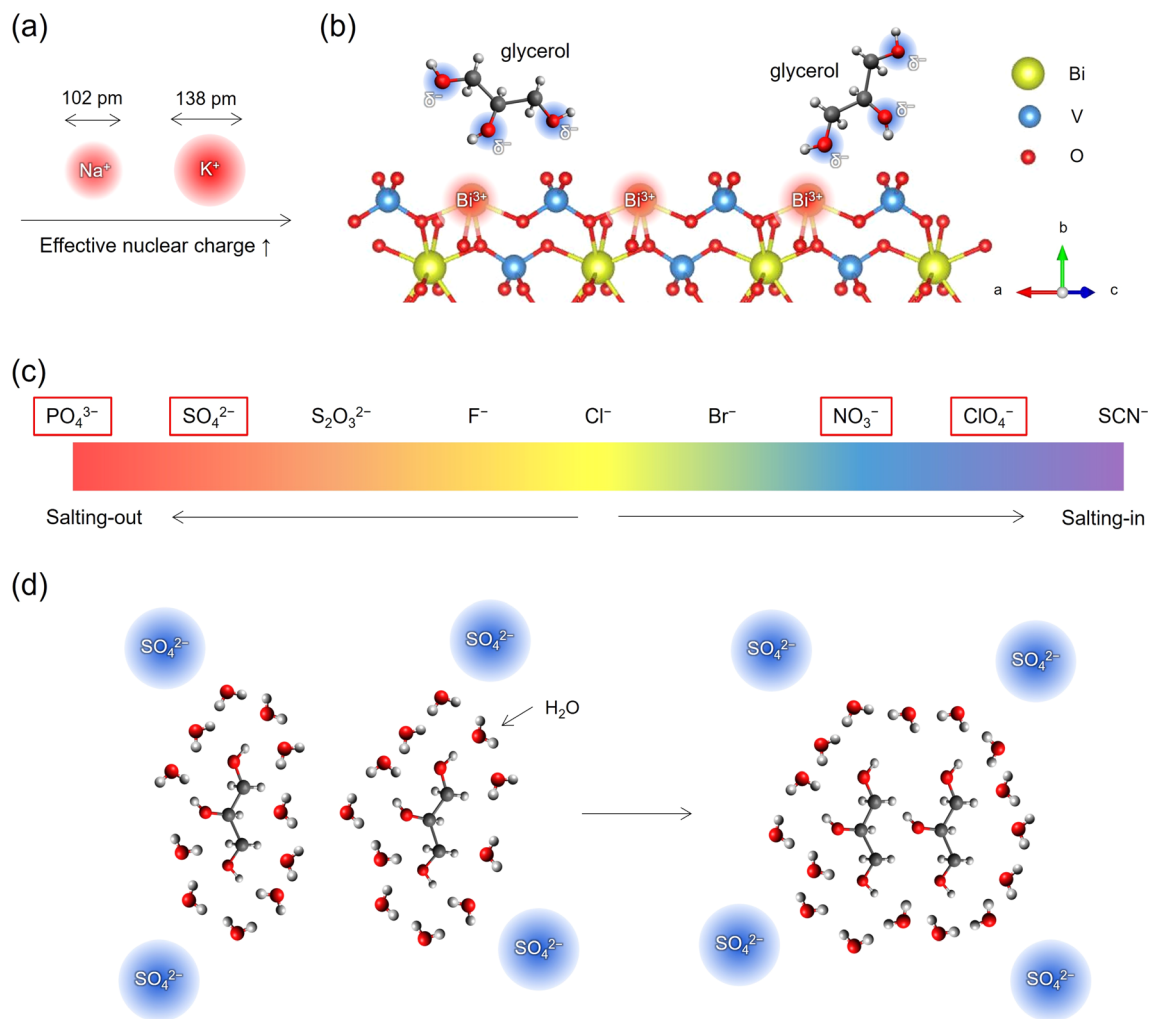 (a)
102 pm 138 pm
Na⁺ K⁺
Effective nuclear charge ↑
(b)
glycerol
δ⁻ δ⁻ δ⁻
glycerol
δ⁻ δ⁻ δ⁻
Bi³⁺ Bi³⁺ Bi³⁺
Bi
V
O
b
a c
(c)
PO₄³⁻ SO₄²⁻ S₂O₃²⁻ F⁻ Cl⁻ Br⁻ NO₃⁻ ClO₄⁻ SCN⁻
Salting-out Salting-in
(d)
SO₄²⁻ SO₄²⁻ SO₄²⁻ SO₄²⁻
H₂O
SO₄²⁻ SO₄²⁻ SO₄²⁻ SO₄²⁻